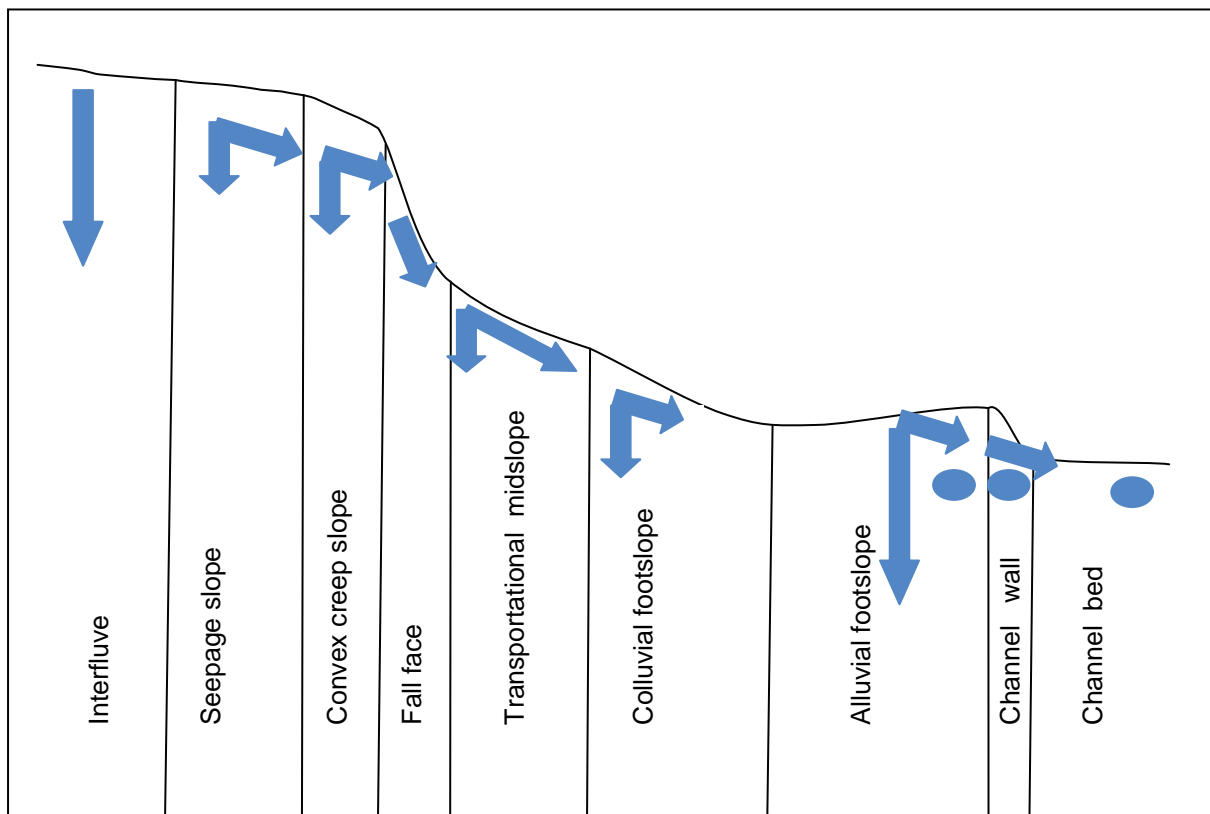 Interfluve
Seepage slope
Convex creep slope
Fall face
Transportational midslope
Colluvial footslope
Alluvial footslope
Channel wall
Channel bed